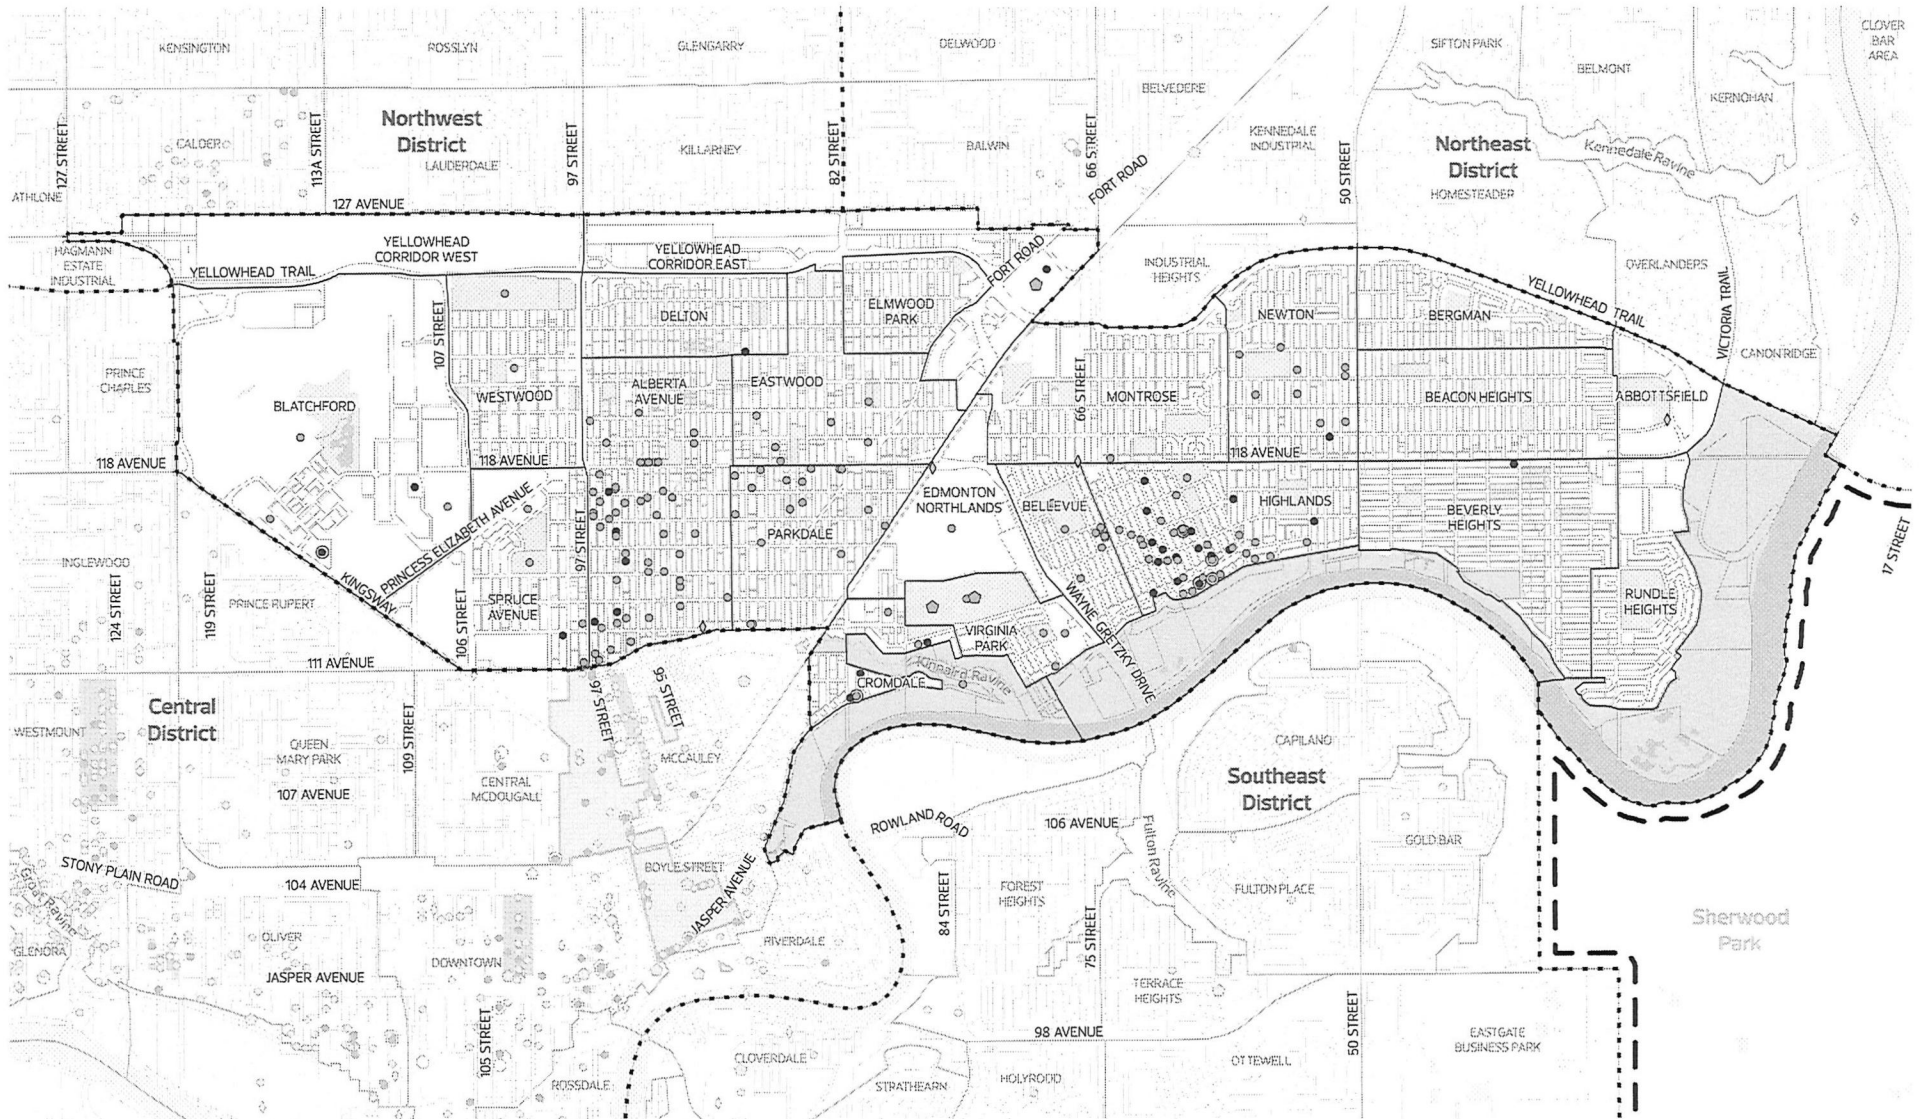 KENSINGTON
ROSSLYN
GLENGARRY
DELWOOD
SIFTON PARK
CLOVER
BAR
AREA
BELMONT
BELVEDERE
KERNOHAN
Northwest
District
LAUDERDALE
CALDER
127 STREET
113A STREET
97 STREET
KILLARNEY
82 STREET
BALWIN
66 STREET
KENNEDALE
INDUSTRIAL
50 STREET
Northeast
District
HOMESTEADER
Kennedale Ravine
FORT ROAD
ATHLONE
127 AVENUE
HAGMANN
ESTATE
INDUSTRIAL
YELLOWHEAD
CORRIDOR WEST
YELLOWHEAD
CORRIDOR EAST
YELLOWHEAD TRAIL
FORT ROAD
INDUSTRIAL
HEIGHTS
OVERLANDERS
YELLOWHEAD TRAIL
VICTORIA TRAIL
CANON RIDGE
107 STREET
DELTON
ELMWOOD
PARK
NEWTON
BERGMAN
PRINCE
CHARLES
BLATCHFORD
WESTWOOD
ALBERTA
AVENUE
EASTWOOD
66 STREET
MONTROSE
BEACON HEIGHTS
ABBOTTSFIELD
118 AVENUE
118 AVENUE
118 AVENUE
PRINCESS ELIZABETH AVENUE
EDMONTON
NORTHLANDS
BELLEVUE
HIGHLANDS
BEVERLY
HEIGHTS
PARKDALE
97 STREET
17 STREET
INGLEWOOD
124 STREET
119 STREET
PRINCE RUPERT
KINGSWAY
106 STREET
SPRUCE
AVENUE
WAYNE GRETZKY DRIVE
VIRGINIA
PARK
RUNDLE
HEIGHTS
111 AVENUE
Kinnaird Ravine
CROMDALE
97 STREET
95 STREET
Central
District
WESTMOUNT
QUEEN
MARY PARK
109 STREET
107 AVENUE
CENTRAL
MCDOUGALL
MCCAULEY
CAPILANO
Southeast
District
ROWLAND ROAD
106 AVENUE
Fulton Ravine
GOLD BAR
STONY PLAIN ROAD
104 AVENUE
BOYLE STREET
JASPER AVENUE
84 STREET
FOREST
HEIGHTS
FULTON PLACE
Groat Ravine
GLENORA
OLIVER
DOWNTOWN
RIVERDALE
75 STREET
Sherwood
Park
JASPER AVENUE
TERRACE
HEIGHTS
105 STREET
98 AVENUE
50 STREET
EASTGATE
BUSINESS PARK
CLOVERDALE
OTTEWELL
ROSSDALE
STRATHEARN
HOLYROOD